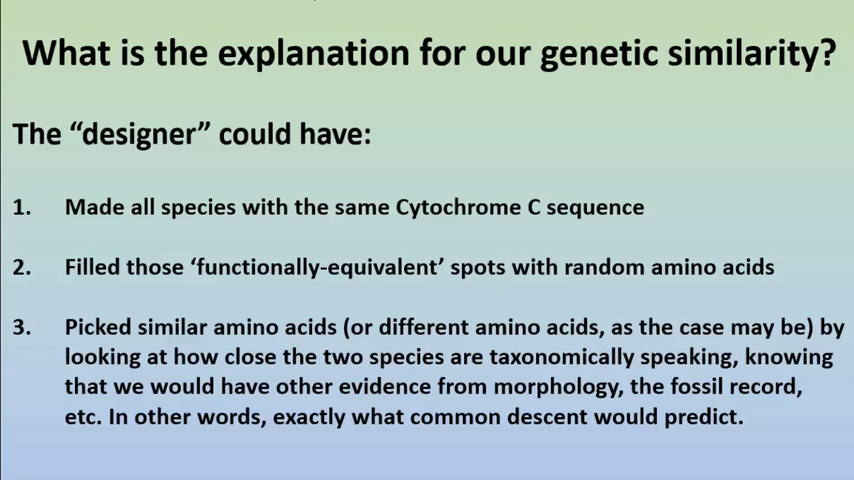 What is the explanation for our genetic similarity?
The “designer” could have:
1. Made all species with the same Cytochrome C sequence
2. Filled those ‘functionally-equivalent’ spots with random amino acids
3. Picked similar amino acids (or different amino acids, as the case may be) by
looking at how close the two species are taxonomically speaking, knowing
that we would have other evidence from morphology, the fossil record,
etc. In other words, exactly what common descent would predict.